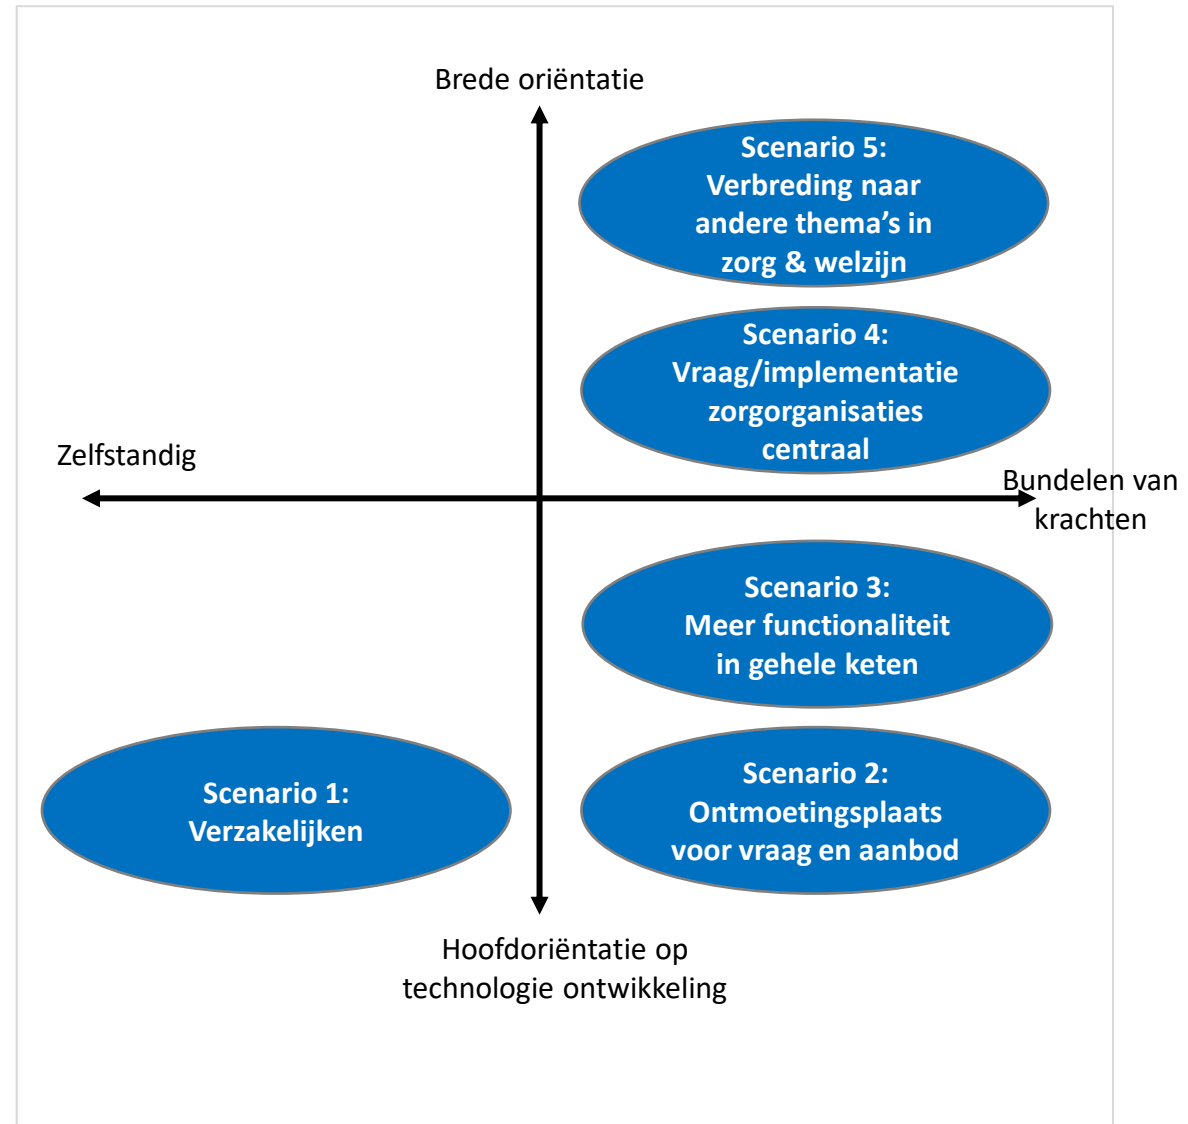 Brede oriëntatie
Scenario 5:
Verbreding naar
andere thema’s in
zorg & welzijn
Scenario 4:
Vraag/implementatie
zorgorganisaties
centraal
Zelfstandig
Bundelen van
krachten
Scenario 3:
Meer functionaliteit
in gehele keten
Scenario 1:
Verzakelijken
Scenario 2:
Ontmoetingsplaats
voor vraag en aanbod
Hoofdoriëntatie op
technologie ontwikkeling